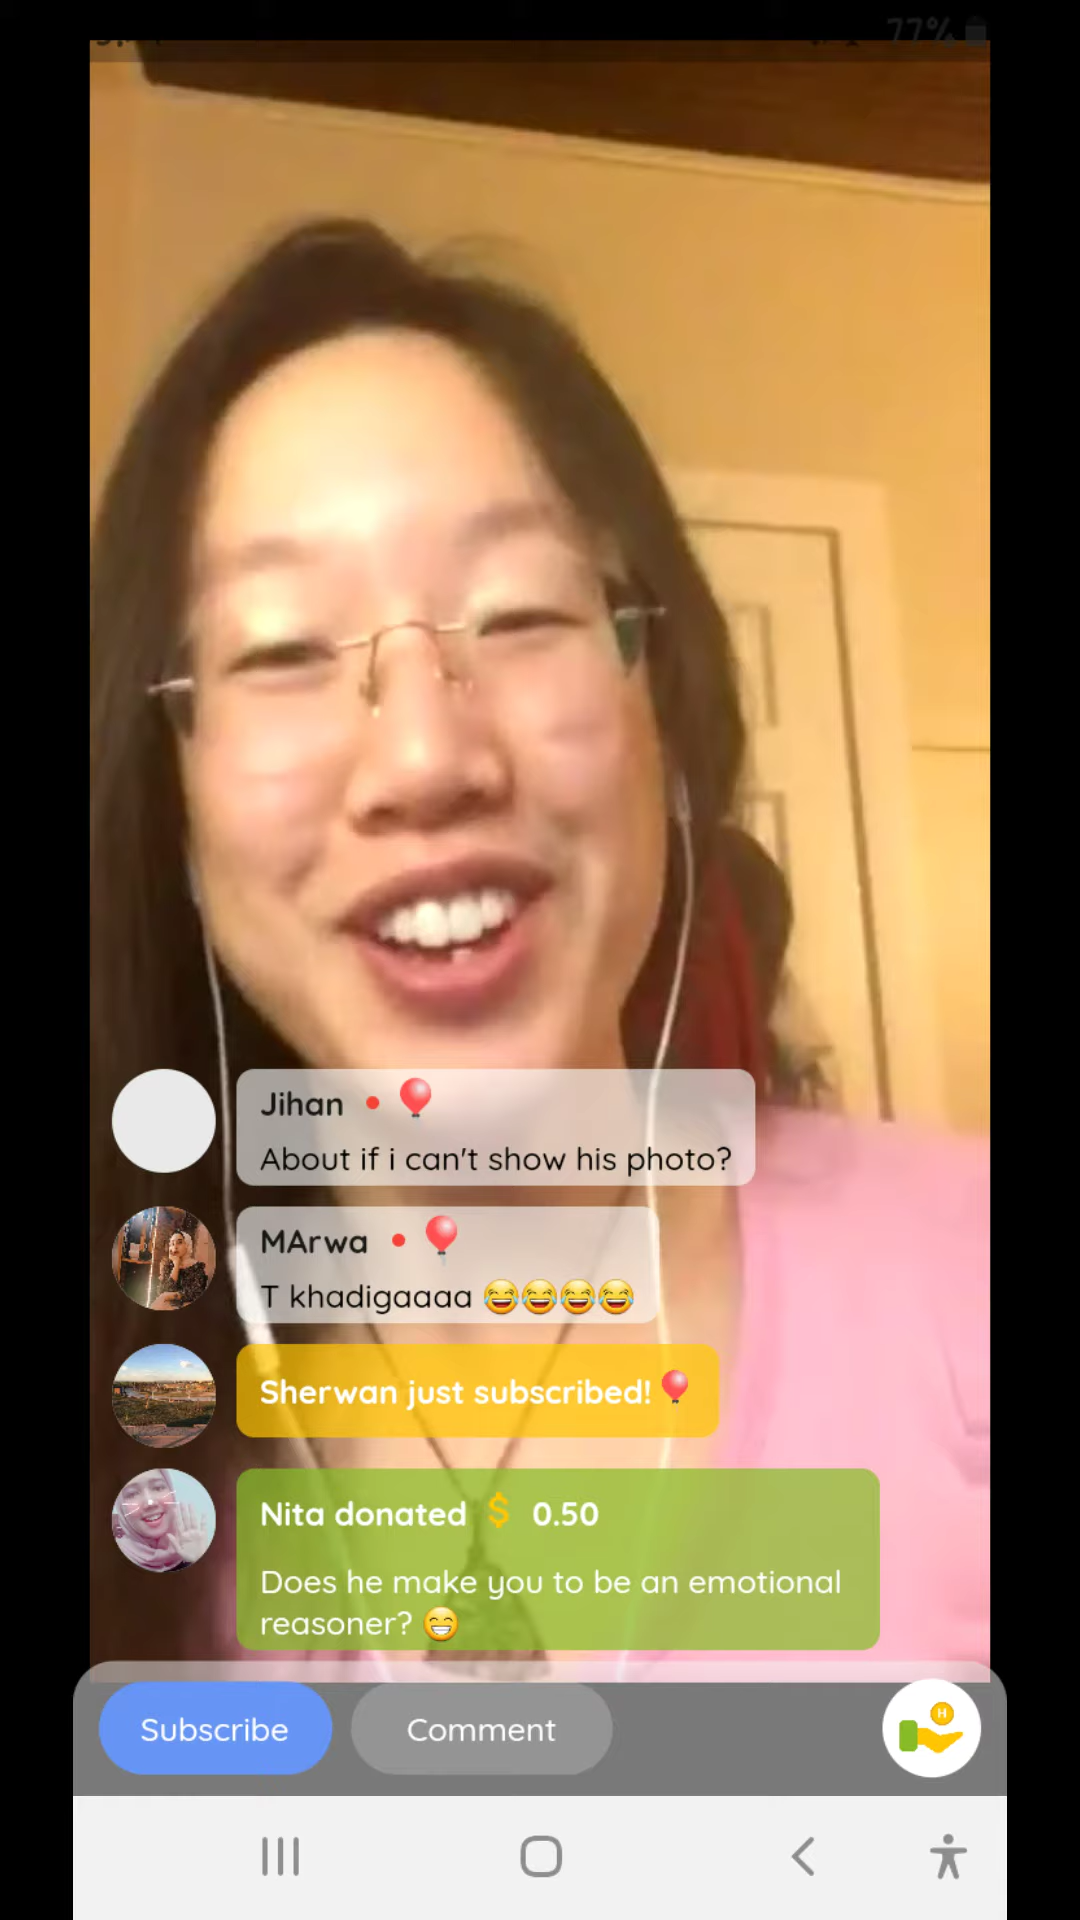 77%
Jihan
About if i can't show his photo?
MArwa
T khadigaaaa 😂😂😂😂
Sherwan just subscribed!🎈
Nita donated $ 0.50
Does he make you to be an emotional
reasoner? 😁
Subscribe
Comment
H